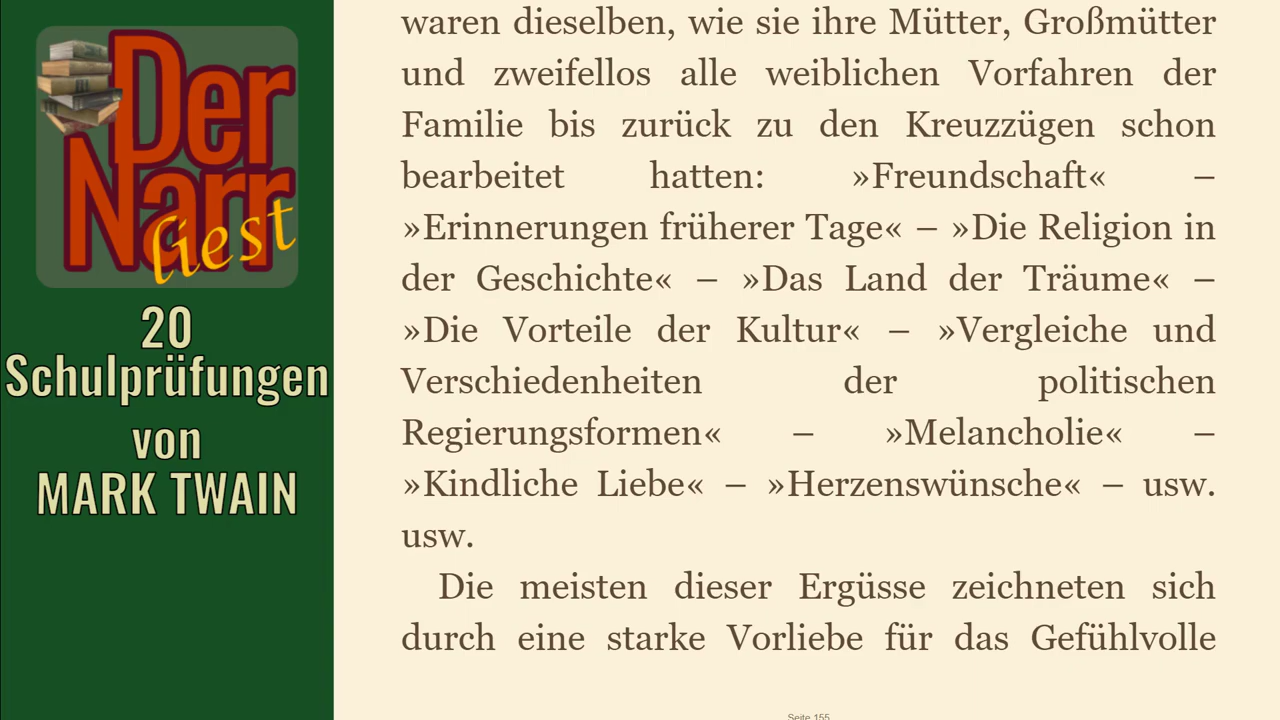 Der
Narr
liest
20
Schulprüfungen
von
MARK TWAIN
waren dieselben, wie sie ihre Mütter, Großmütter
und zweifellos alle weiblichen Vorfahren der
Familie bis zurück zu den Kreuzzügen schon
bearbeitet hatten: »Freundschaft« –
»Erinnerungen früherer Tage« – »Die Religion in
der Geschichte« – »Das Land der Träume« –
»Die Vorteile der Kultur« – »Vergleiche und
Verschiedenheiten der politischen
Regierungsformen« – »Melancholie« –
»Kindliche Liebe« – »Herzenswünsche« – usw.
usw.
Die meisten dieser Ergüsse zeichneten sich
durch eine starke Vorliebe für das Gefühlvolle
Seite 155